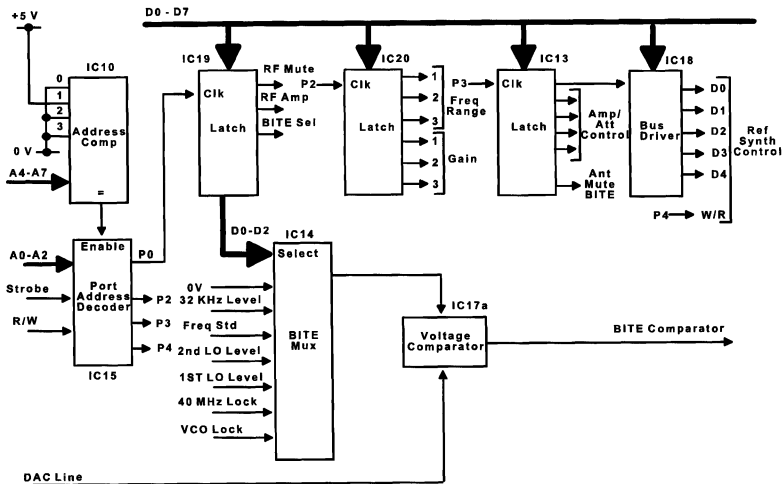 +5 V
D0 - D7
IC10
0
1
2
3
Address
Comp
=
0 V
A4-A7
IC19
Clk
Latch
RF Mute
RF Amp
BITE Sel
P2
IC20
Clk
Latch
1
2
3
Freq
Range
1
2
3
Gain
P3
IC13
Clk
Latch
Amp/
Att
Control
Ant
Mute
BITE
IC18
Bus
Driver
D0
D1
D2
D3
D4
Ref
Synth
Control
P4
W/R
Enable
P0
A0-A2
Strobe
R/W
Port
Address
Decoder
P2
P3
P4
IC15
D0-D2
IC14
Select
BITE
Mux
0V
32 KHz Level
Freq Std
2nd LO Level
1ST LO Level
40 MHz Lock
VCO Lock
IC17a
Voltage
Comparator
BITE Comparator
DAC Line